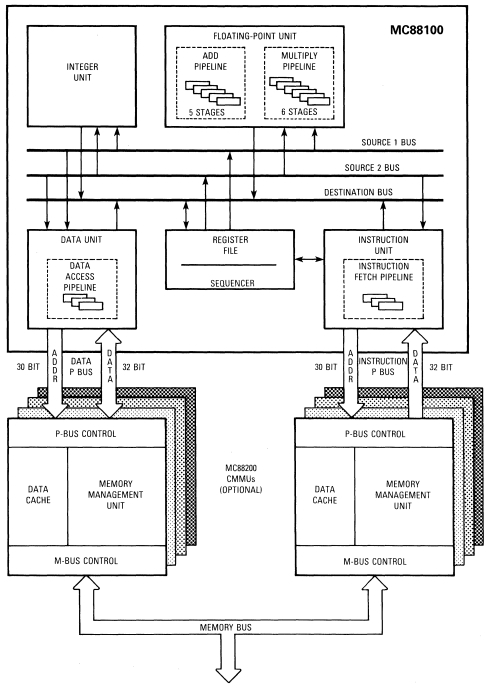 MC88100
INTEGER
UNIT
FLOATING-POINT UNIT
ADD
PIPELINE
5 STAGES
MULTIPLY
PIPELINE
6 STAGES
SOURCE 1 BUS
SOURCE 2 BUS
DESTINATION BUS
DATA UNIT
DATA
ACCESS
PIPELINE
REGISTER
FILE
SEQUENCER
INSTRUCTION
UNIT
INSTRUCTION
FETCH PIPELINE
30 BIT
ADDR
DATA
P BUS
DATA
32 BIT
30 BIT
ADDR
INSTRUCTION
P BUS
DATA
32 BIT
P-BUS CONTROL
DATA
CACHE
MEMORY
MANAGEMENT
UNIT
M-BUS CONTROL
MC88200
CMMUs
(OPTIONAL)
P-BUS CONTROL
DATA
CACHE
MEMORY
MANAGEMENT
UNIT
M-BUS CONTROL
MEMORY BUS